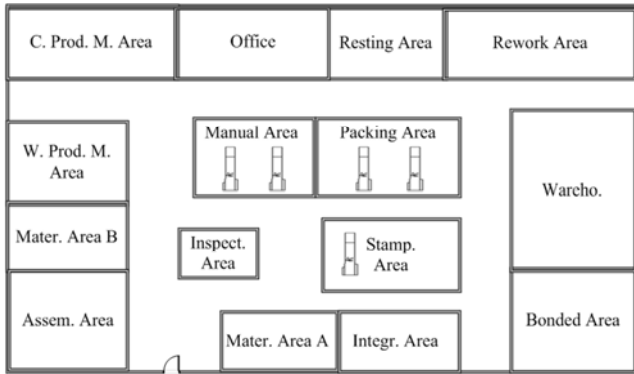 C. Prod. M. Area
Office
Resting Area
Rework Area
Manual Area
Packing Area
W. Prod. M.
Area
Wareho.
Mater. Area B
Inspect.
Area
Stamp.
Area
Assem. Area
Mater. Area A
Integr. Area
Bonded Area